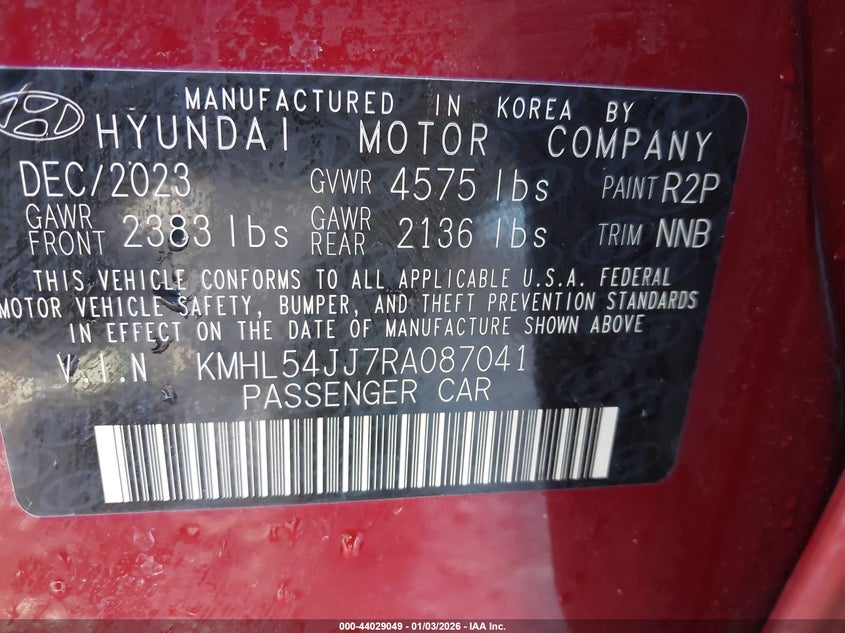 MANUFACTURED IN KOREA BY
HYUNDAI MOTOR COMPANY
DEC/2023 GVWR 4575 lbs PAINT R2P
GAWR FRONT 2383 lbs GAWR REAR 2136 lbs TRIM NNB
THIS VEHICLE CONFORMS TO ALL APPLICABLE U.S.A. FEDERAL
MOTOR VEHICLE SAFETY, BUMPER, AND THEFT PREVENTION STANDARDS
IN EFFECT ON THE DATE OF MANUFACTURE SHOWN ABOVE
V.I.N KMHL54JJ7RA087041
PASSENGER CAR
000-44029049 - 01/03/2026 - IAA Inc.